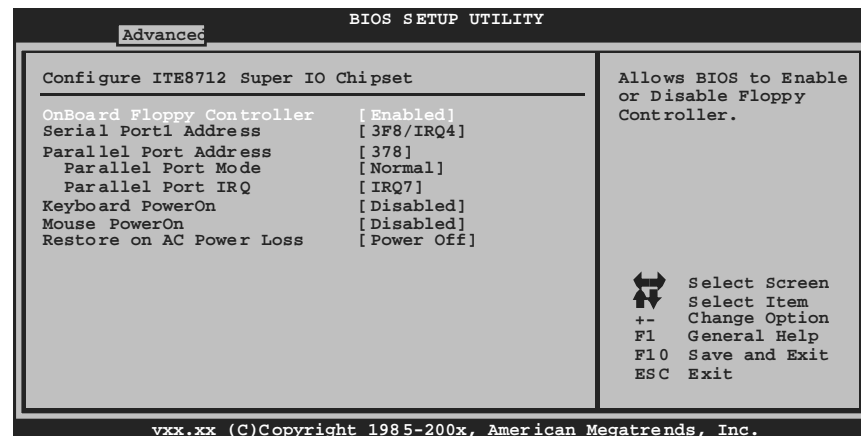 BIOS SETUP UTILITY
Advanced
Configure ITE8712 Super IO Chipset
OnBoard Floppy Controller [Enabled]
Serial Port1 Address [3F8/IRQ4]
Parallel Port Address [378]
Parallel Port Mode [Normal]
Parallel Port IRQ [IRQ7]
Keyboard PowerOn [Disabled]
Mouse PowerOn [Disabled]
Restore on AC Power Loss [Power Off]
Allows BIOS to Enable
or Disable Floppy
Controller.
Select Screen
Select Item
+- Change Option
F1 General Help
F10 Save and Exit
ESC Exit
vxx.xx (C)Copyright 1985-200x, American Megatrends, Inc.